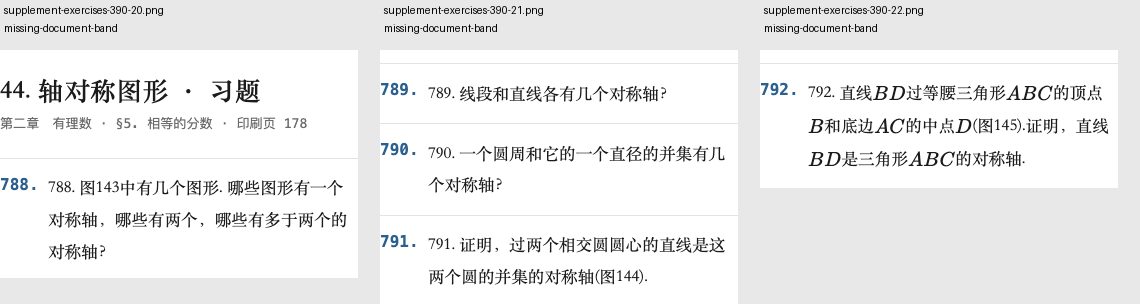 supplement-exercises-390-20.png
missing-document-band
44. 轴对称图形 · 习题
第二章 有理数 · §5. 相等的分数 · 印刷页 178
788. 788. 图143中有几个图形. 哪些图形有一个
对称轴，哪些有两个，哪些有多于两个的
对称轴?
supplement-exercises-390-21.png
missing-document-band
789. 789. 线段和直线各有几个对称轴?
790. 790. 一个圆周和它的一个直径的并集有几
个对称轴?
791. 791. 证明，过两个相交圆圆心的直线是这
两个圆的并集的对称轴(图144).
supplement-exercises-390-22.png
missing-document-band
792. 792. 直线BD过等腰三角形ABC的顶点
B和底边AC的中点D(图145).证明，直线
BD是三角形ABC的对称轴.